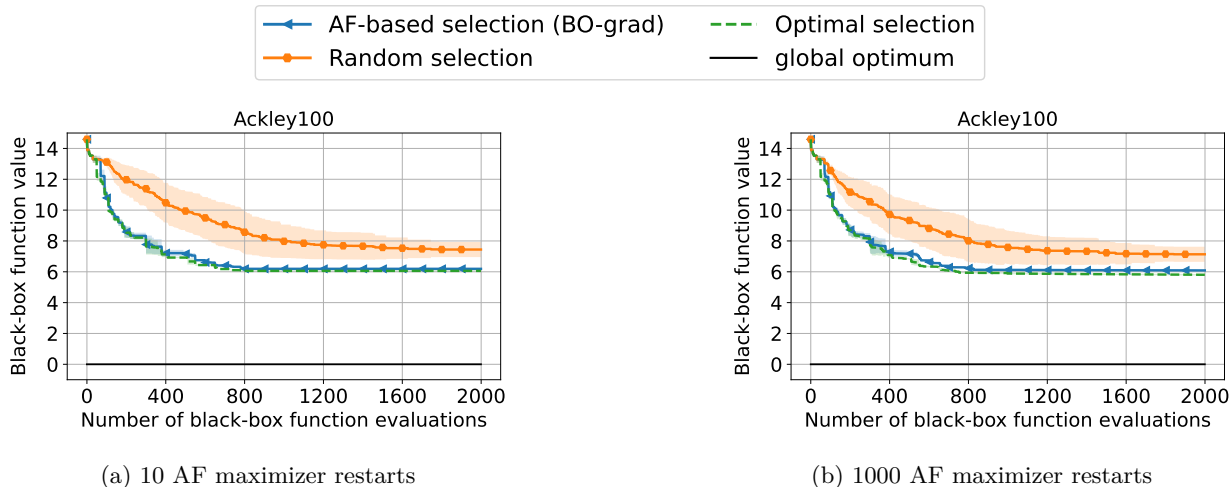 AF-based selection (BO-grad)
Random selection
Optimal selection
global optimum
Ackley100
Black-box function value
14
12
10
8
6
4
2
0
0 400 800 1200 1600 2000
Number of black-box function evaluations
(a) 10 AF maximizer restarts
Ackley100
Black-box function value
14
12
10
8
6
4
2
0
0 400 800 1200 1600 2000
Number of black-box function evaluations
(b) 1000 AF maximizer restarts